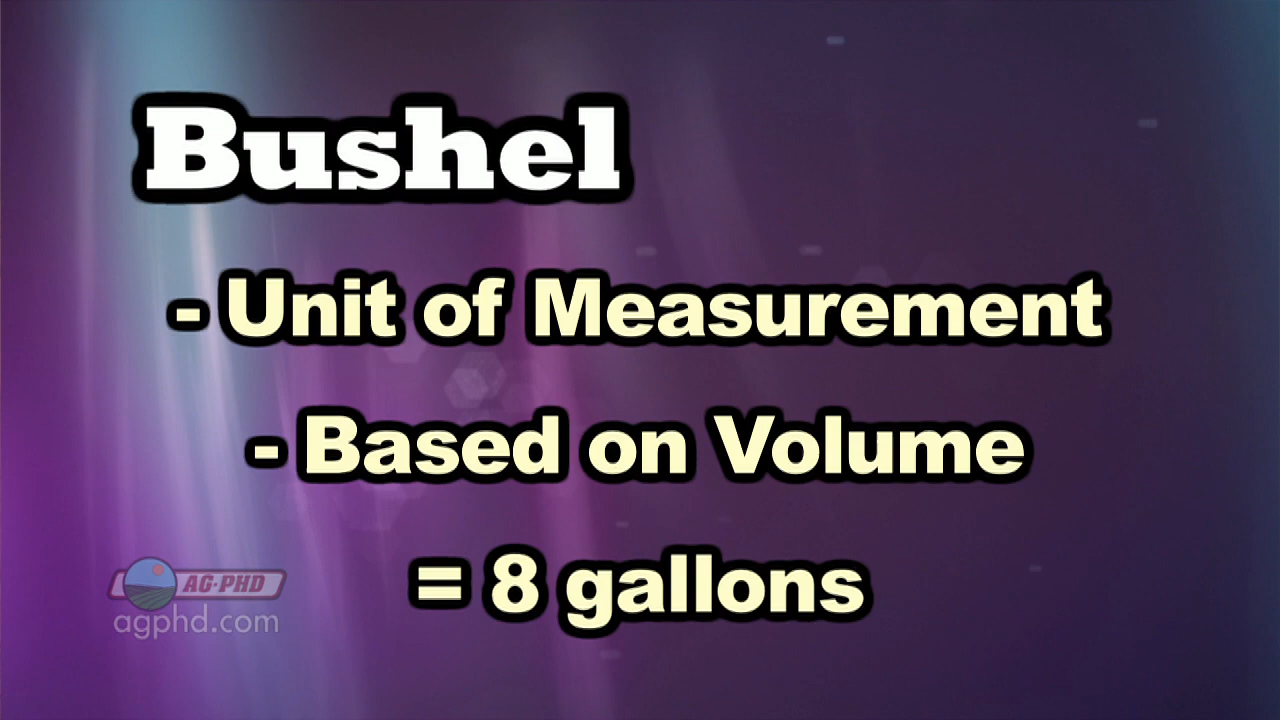 Bushel
- Unit of Measurement
- Based on Volume
= 8 gallons
AG·PHD
agphd.com